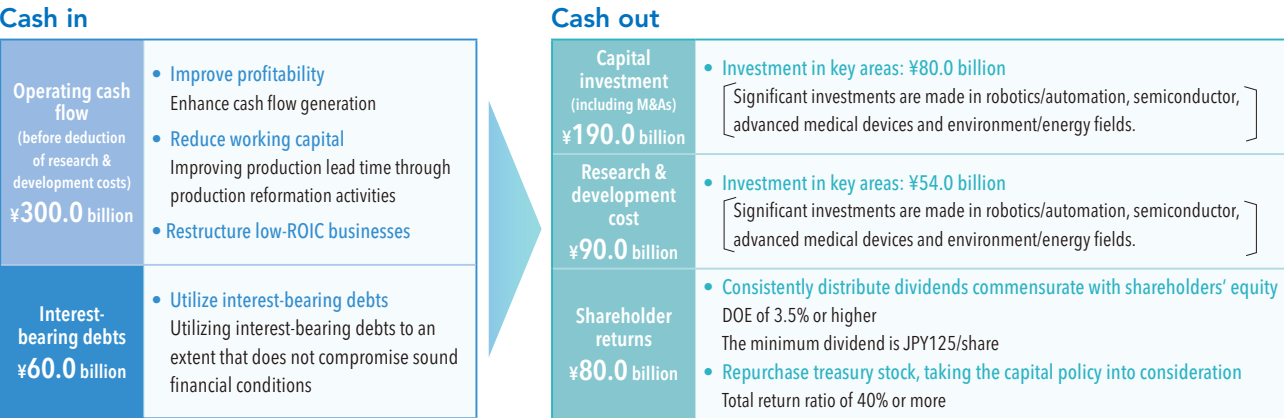 Cash in
Operating cash
flow
(before deduction
of research &
development costs)
¥300.0 billion
• Improve profitability
Enhance cash flow generation
• Reduce working capital
Improving production lead time through
production reformation activities
• Restructure low-ROIC businesses
Interest-
bearing debts
¥60.0 billion
• Utilize interest-bearing debts
Utilizing interest-bearing debts to an
extent that does not compromise sound
financial conditions
Cash out
Capital
investment
(including M&As)
¥190.0 billion
• Investment in key areas: ¥80.0 billion
Significant investments are made in robotics/automation, semiconductor,
advanced medical devices and environment/energy fields.
Research &
development
cost
¥90.0 billion
• Investment in key areas: ¥54.0 billion
Significant investments are made in robotics/automation, semiconductor,
advanced medical devices and environment/energy fields.
Shareholder
returns
¥80.0 billion
• Consistently distribute dividends commensurate with shareholders’ equity
DOE of 3.5% or higher
The minimum dividend is JPY125/share
• Repurchase treasury stock, taking the capital policy into consideration
Total return ratio of 40% or more